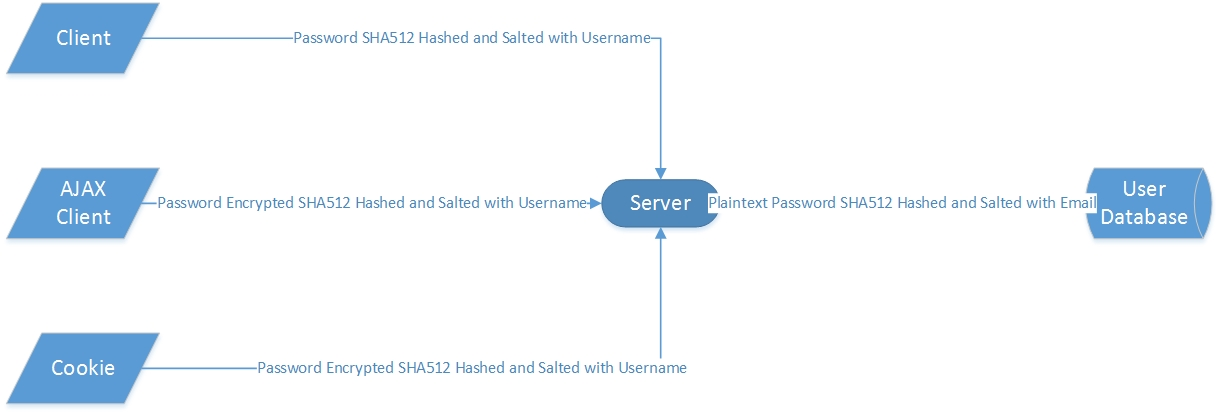 Client
Password SHA512 Hashed and Salted with Username
AJAX
Client
Password Encrypted SHA512 Hashed and Salted with Username
Server
Plaintext Password SHA512 Hashed and Salted with Email
User
Database
Cookie
Password Encrypted SHA512 Hashed and Salted with Username